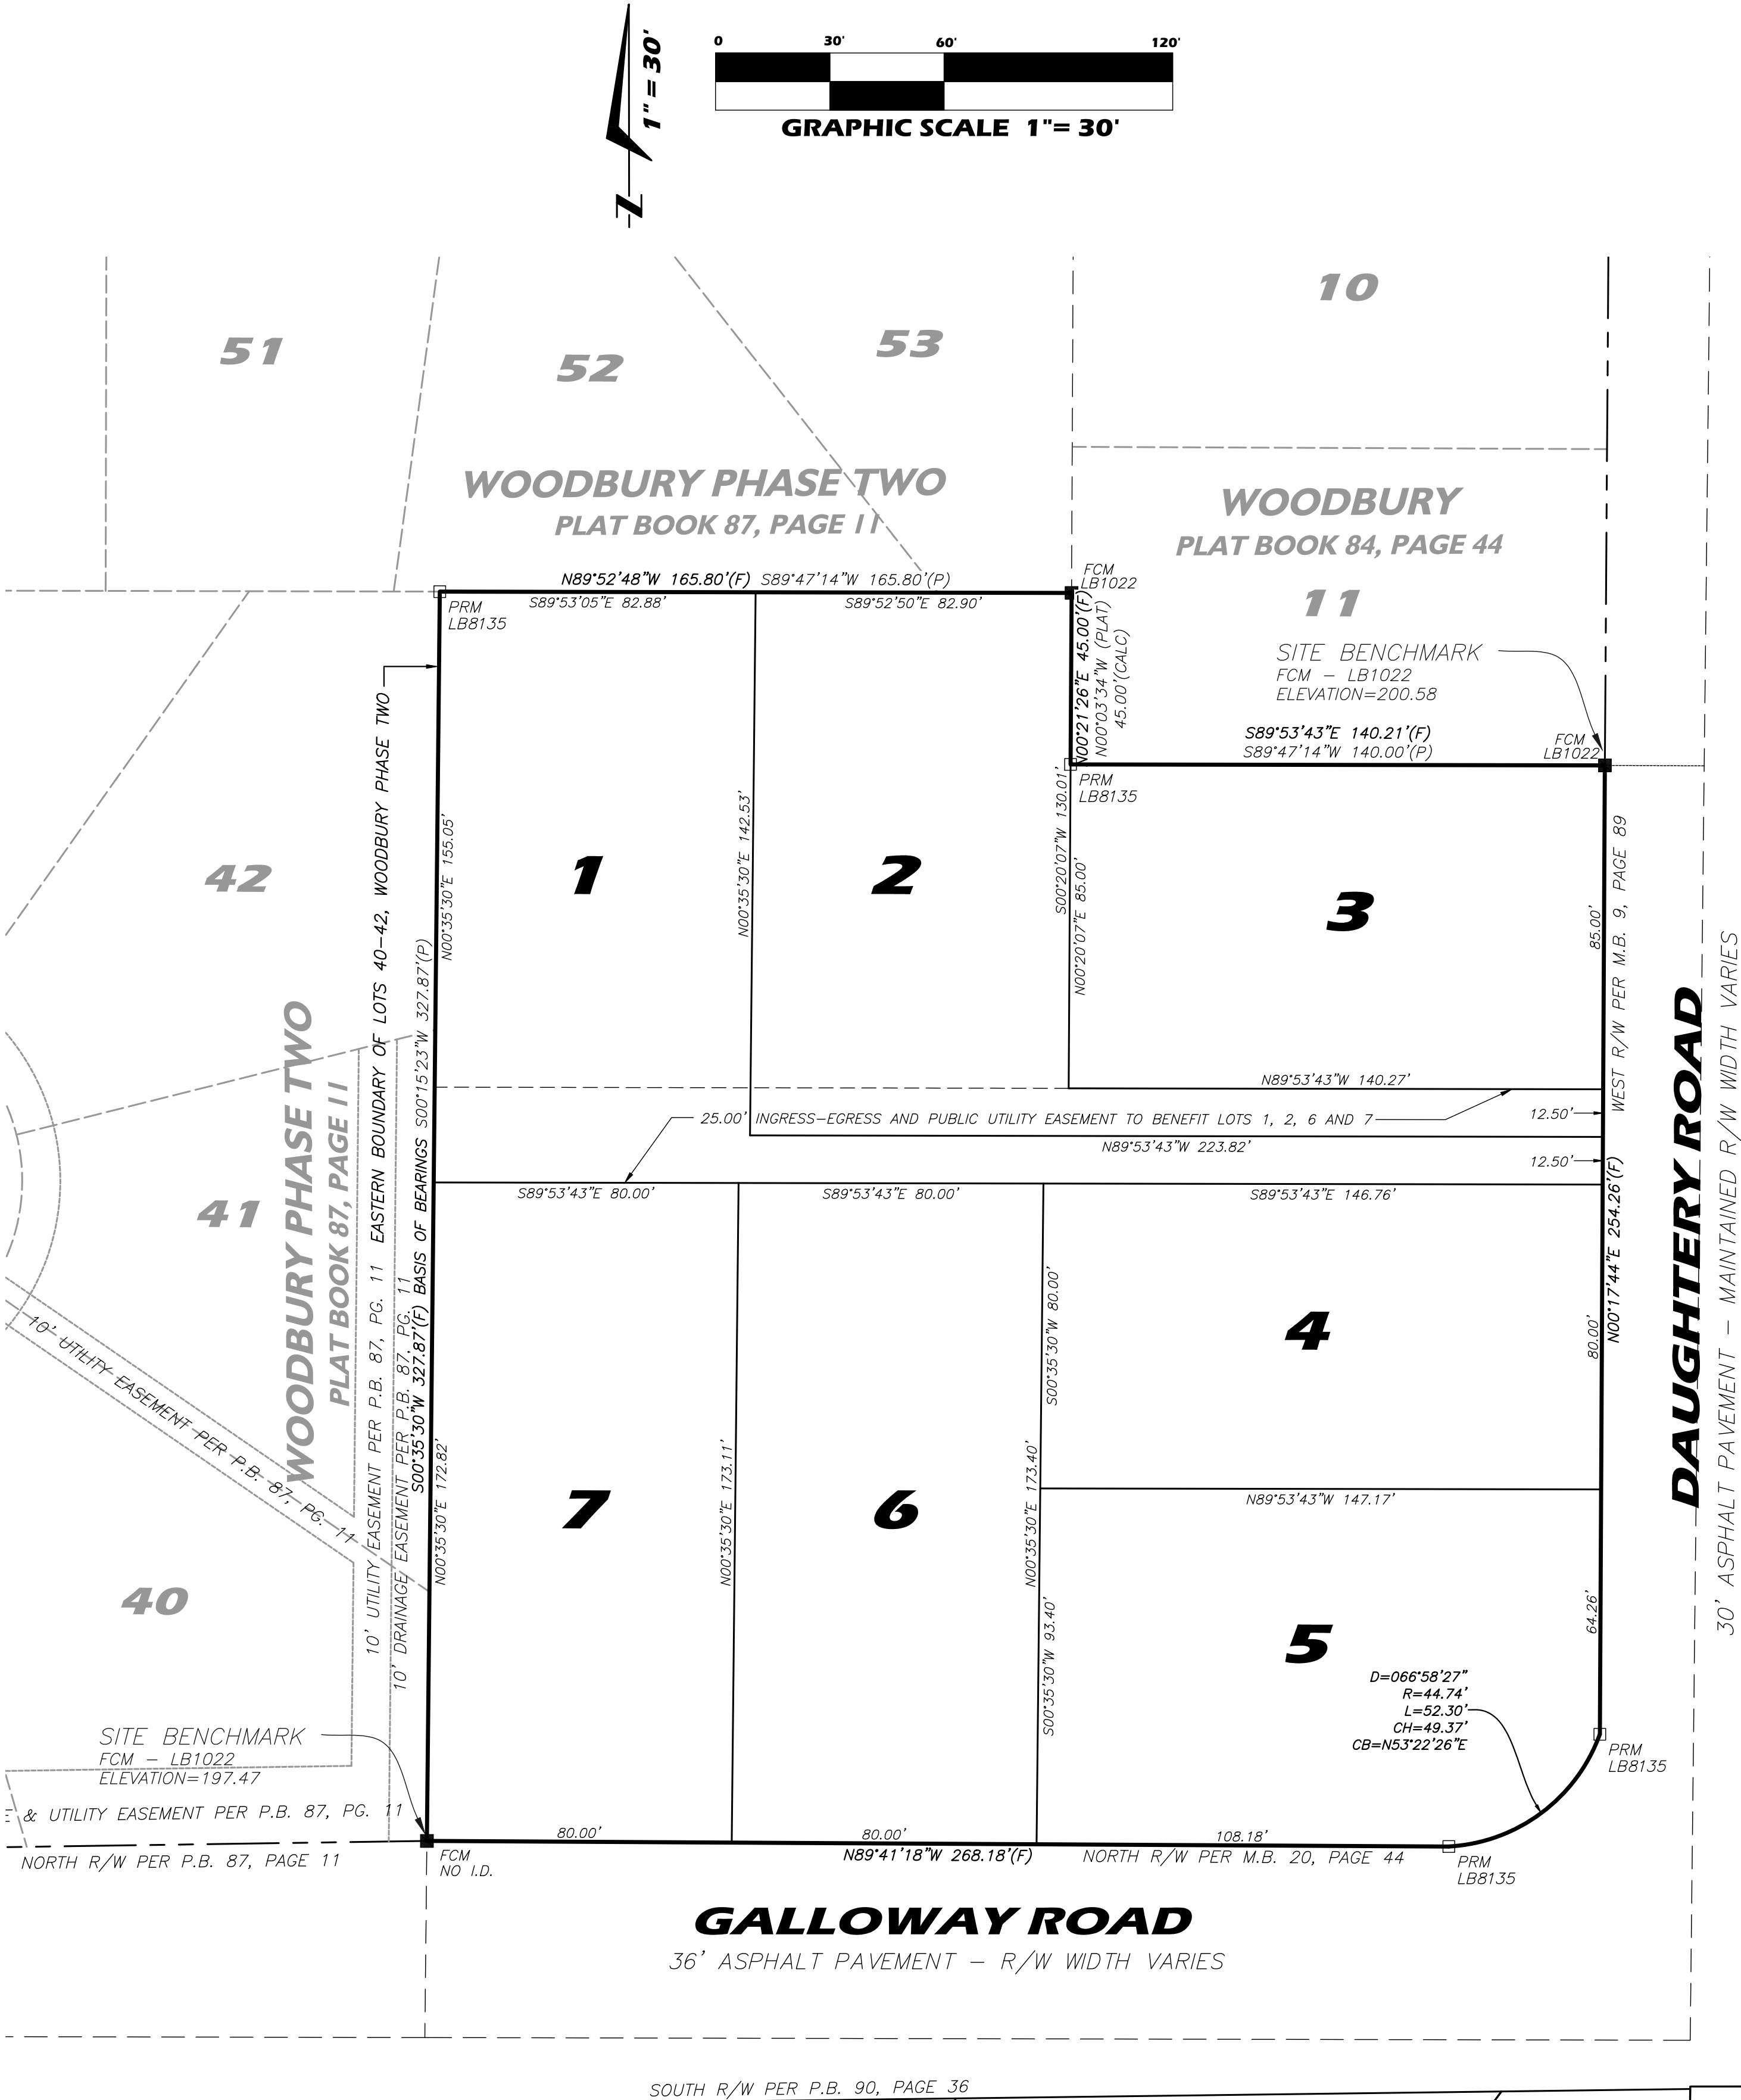 1" = 30'
0 30' 60' 120'
GRAPHIC SCALE 1"= 30'
N
10
51
52
53
WOODBURY PHASE TWO
PLAT BOOK 87, PAGE 11
WOODBURY
PLAT BOOK 84, PAGE 44
11
N89°52'48"W 165.80'(F) S89°47'14"W 165.80'(P)
FCM
LB1022
PRM
LB8135
S89°53'05"E 82.88'
S89°52'50"E 82.90'
N00°21'26"E 45.00'(F)
N00°03'34"W (PLAT)
45.00'(CALC)
SITE BENCHMARK
FCM – LB1022
ELEVATION=200.58
S89°53'43"E 140.21'(F)
S89°47'14"W 140.00'(P)
FCM
LB1022
PRM
LB8135
42
1
2
3
N00°35'30"E 155.05'
N00°35'30"E 142.53'
S00°20'07"W 130.01'
N00°20'07"E 85.00'
85.00'
WEST R/W PER M.B. 9, PAGE 89
EASTERN BOUNDARY OF LOTS 40-42, WOODBURY PHASE TWO
S00°15'23"W 327.87'(P)
S00°35'30"W 327.87'(F) BASIS OF BEARINGS
N89°53'43"W 140.27'
25.00' INGRESS-EGRESS AND PUBLIC UTILITY EASEMENT TO BENEFIT LOTS 1, 2, 6 AND 7
12.50'
N89°53'43"W 223.82'
12.50'
S89°53'43"E 80.00'
S89°53'43"E 80.00'
S89°53'43"E 146.76'
N00°17'44"E 254.26'(F)
DAUGHTERY ROAD
30' ASPHALT PAVEMENT – MAINTAINED R/W WIDTH VARIES
WOODBURY PHASE TWO
PLAT BOOK 87, PAGE 11
41
10' UTILITY EASEMENT PER P.B. 87, PG. 11
10' UTILITY EASEMENT PER P.B. 87, PG. 11
10' DRAINAGE EASEMENT PER P.B. 87, PG. 11
4
S00°35'30"W 80.00'
80.00'
N89°53'43"W 147.17'
7
6
N00°35'30"E 172.82'
N00°35'30"E 173.11'
N00°35'30"E 173.40'
S00°35'30"W 93.40'
64.26'
5
40
D=066°58'27"
R=44.74'
L=52.30'
CH=49.37'
CB=N53°22'26"E
PRM
LB8135
SITE BENCHMARK
FCM – LB1022
ELEVATION=197.47
E & UTILITY EASEMENT PER P.B. 87, PG. 11
NORTH R/W PER P.B. 87, PAGE 11
FCM
NO I.D.
80.00'
80.00'
108.18'
N89°41'18"W 268.18'(F)
NORTH R/W PER M.B. 20, PAGE 44
PRM
LB8135
GALLOWAY ROAD
36' ASPHALT PAVEMENT – R/W WIDTH VARIES
SOUTH R/W PER P.B. 90, PAGE 36